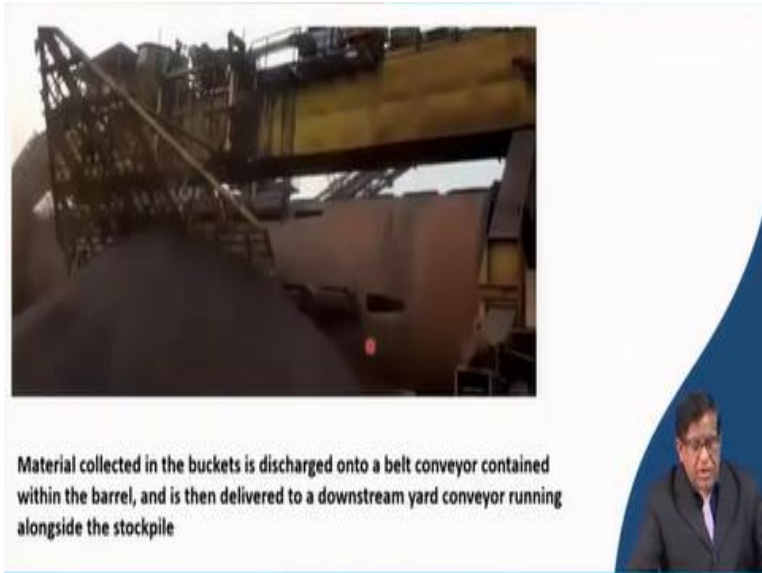 Material collected in the buckets is discharged onto a belt conveyor contained
within the barrel, and is then delivered to a downstream yard conveyor running
alongside the stockpile